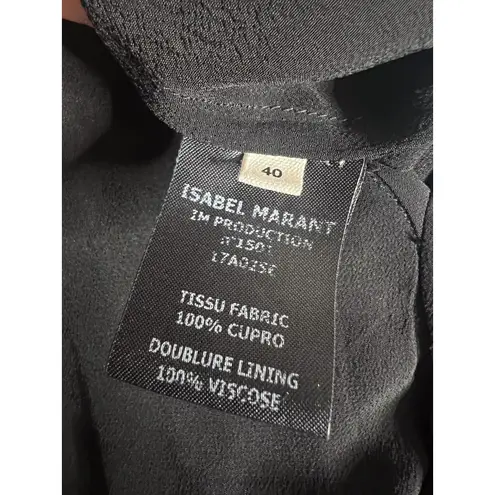 40
ISABEL MARANT
IM PRODUCTION
TISSU FABRIC
100% CUPRO
DOUBLURE LINING
100% VISCOSE